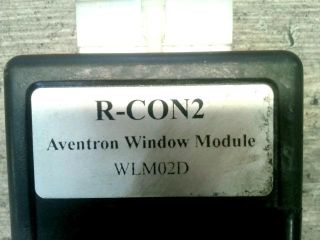 R-CON2
Aventron Window Module
WLM02D